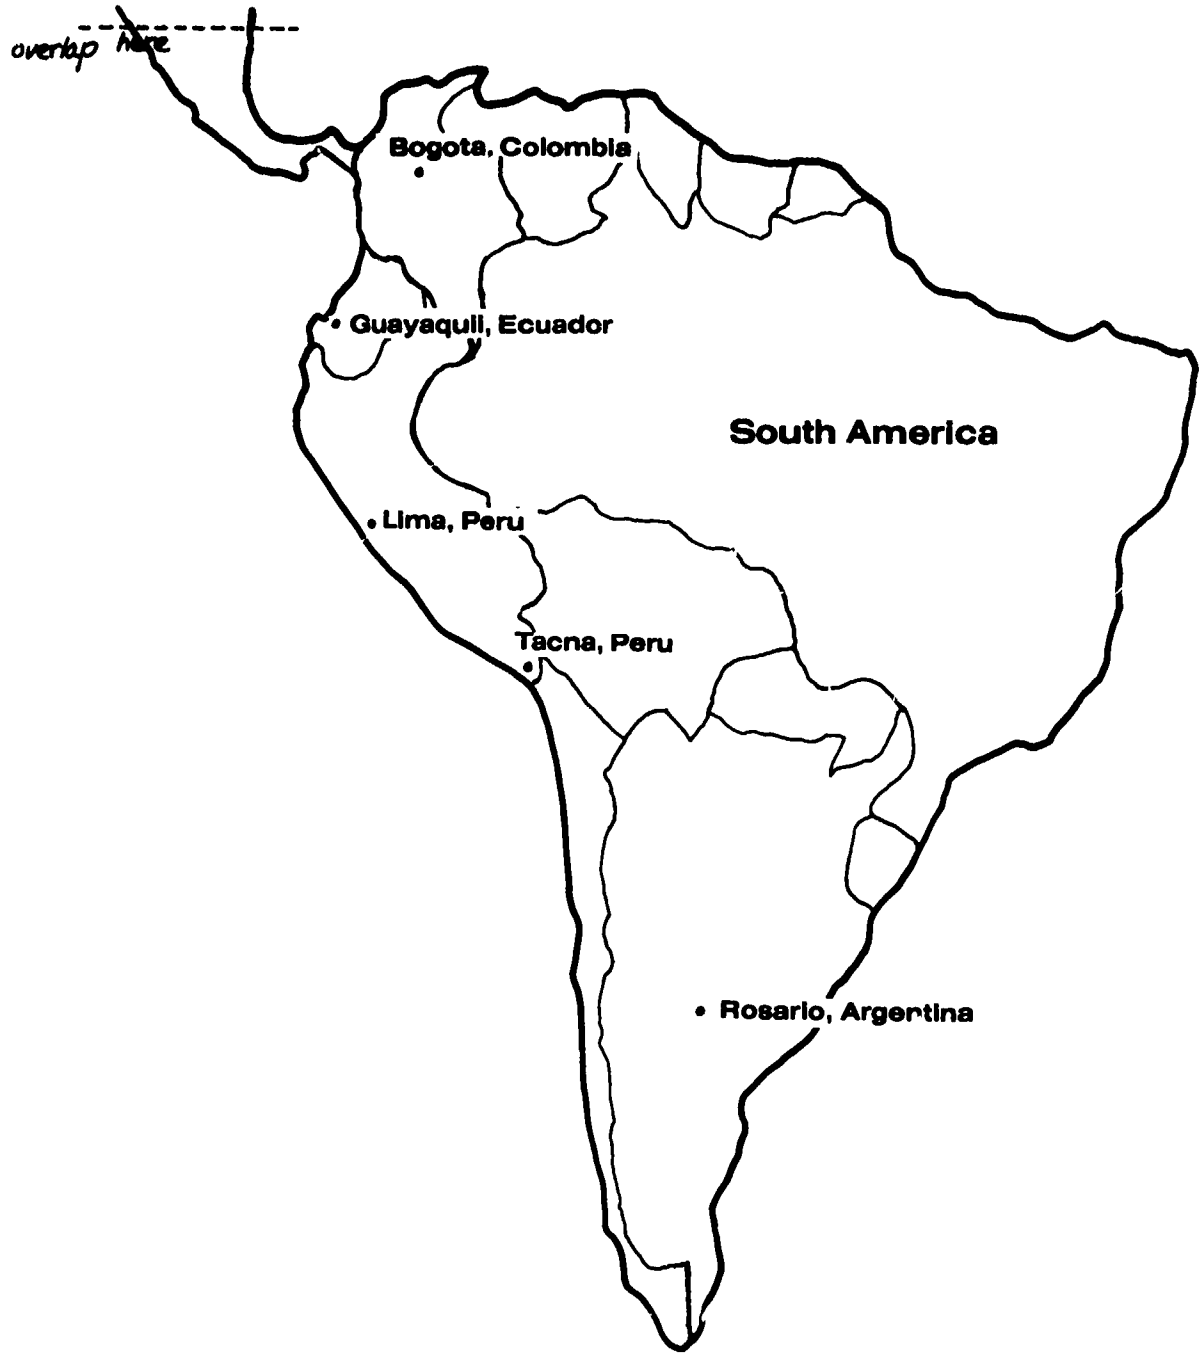 overlap here
Bogota, Colombia
Guayaquil, Ecuador
South America
Lima, Peru
Tacna, Peru
Rosario, Argentina